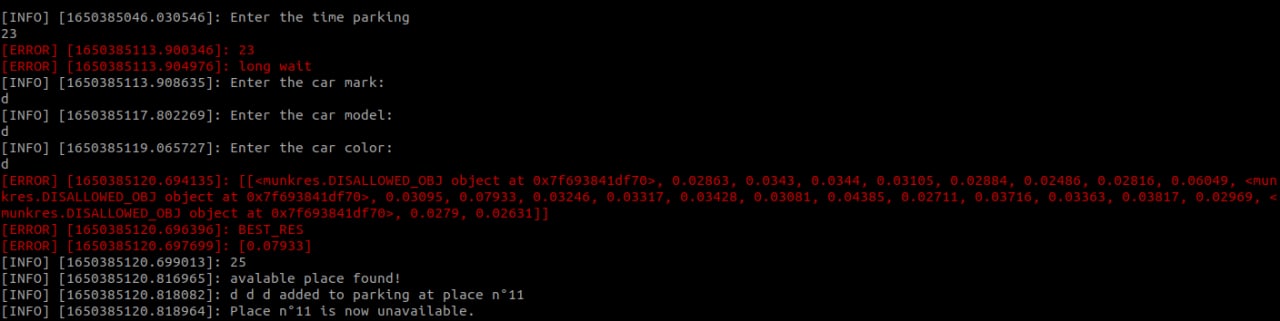 [INFO] [1650385046.030546]: Enter the time parking
23
[ERROR] [1650385113.900346]: 23
[ERROR] [1650385113.904976]: long wait
[INFO] [1650385113.908635]: Enter the car mark:
d
[INFO] [1650385117.802269]: Enter the car model:
d
[INFO] [1650385119.065727]: Enter the car color:
d
[ERROR] [1650385120.694135]: [[<munkres.DISALLOWED_OBJ object at 0x7f693841df70>, 0.02863, 0.0343, 0.0344, 0.03105, 0.02884, 0.02486, 0.02816, 0.06049, <mun
kres.DISALLOWED_OBJ object at 0x7f693841df70>, 0.03095, 0.07933, 0.03246, 0.03317, 0.03428, 0.03081, 0.04385, 0.02711, 0.03716, 0.03363, 0.03817, 0.02969, <
munkres.DISALLOWED_OBJ object at 0x7f693841df70>, 0.0279, 0.02631]]
[ERROR] [1650385120.696396]: BEST_RES
[ERROR] [1650385120.697699]: [0.07933]
[INFO] [1650385120.699013]: 25
[INFO] [1650385120.816965]: avalable place found!
[INFO] [1650385120.818082]: d d d added to parking at place n°11
[INFO] [1650385120.818964]: Place n°11 is now unavailable.